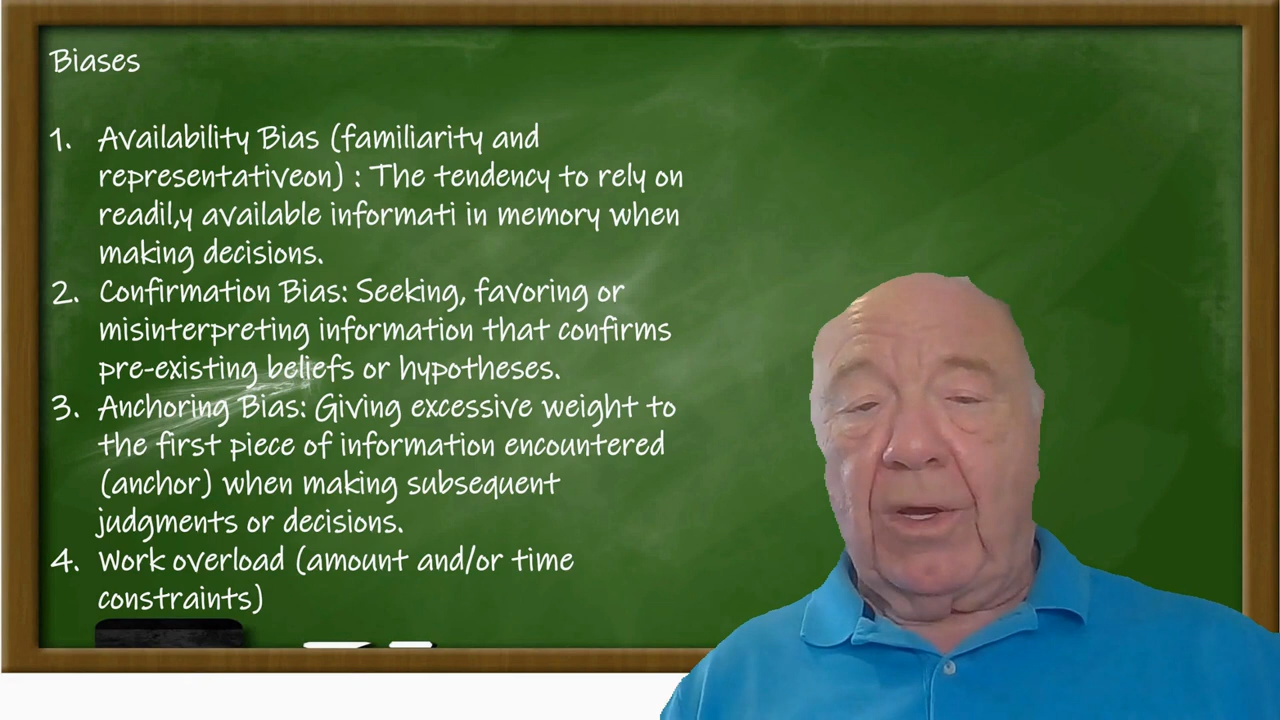 Biases
1. Availability Bias (familiarity and
representativeon) : The tendency to rely on
readil,y available informati in memory when
making decisions.
2. Confirmation Bias: Seeking, favoring or
misinterpreting information that confirms
pre-existing beliefs or hypotheses.
3. Anchoring Bias: Giving excessive weight to
the first piece of information encountered
(anchor) when making subsequent
judgments or decisions.
4. Work overload (amount and/or time
constraints)